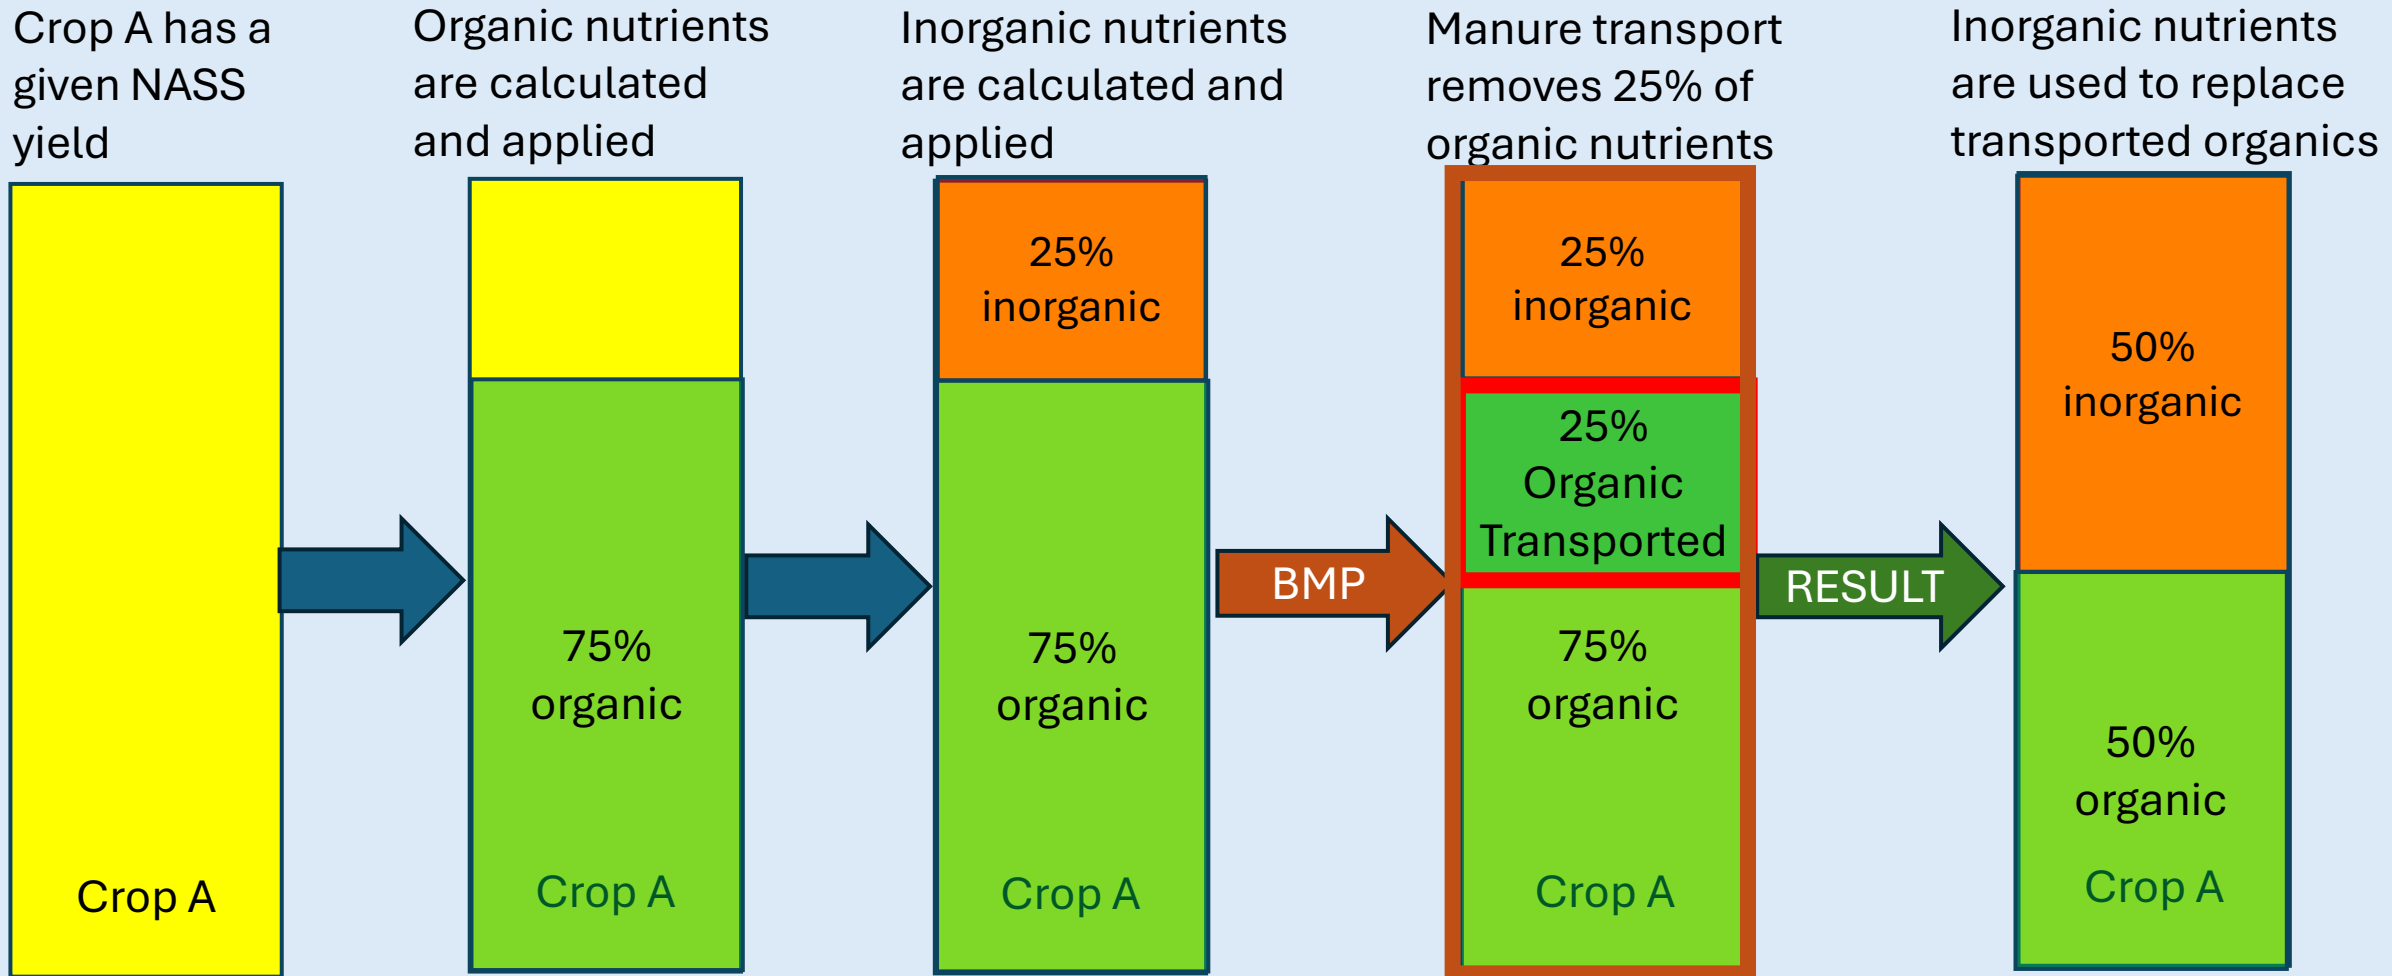 Crop A has a
given NASS
yield
Organic nutrients
are calculated
and applied
Inorganic nutrients
are calculated and
applied
Manure transport
removes 25% of
organic nutrients
Inorganic nutrients
are used to replace
transported organics
Crop A
75%
organic
Crop A
25%
inorganic
75%
organic
Crop A
BMP
25%
inorganic
25%
Organic
Transported
75%
organic
Crop A
RESULT
50%
inorganic
50%
organic
Crop A